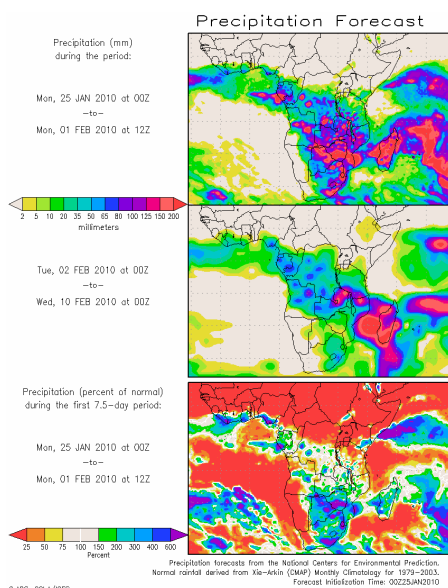 Precipitation Forecast
Precipitation (mm)
during the period:
Mon, 25 JAN 2010 at 00Z
-to-
Mon, 01 FEB 2010 at 12Z
2 5 10 20 35 50 65 80 100 125 150 200
millimeters
Tue, 02 FEB 2010 at 00Z
-to-
Wed, 10 FEB 2010 at 00Z
Precipitation (percent of normal)
during the first 7.5-day period:
Mon, 25 JAN 2010 at 00Z
-to-
Mon, 01 FEB 2010 at 12Z
25 50 75 100 150 200 300 400 600
Percent
Precipitation forecasts from the National Centers for Environmental Prediction.
Normal rainfall derived from Xie-Arkin (CMAP) Monthly Climatology for 1979-2003.
Forecast Initialization Time: 00Z25JAN2010